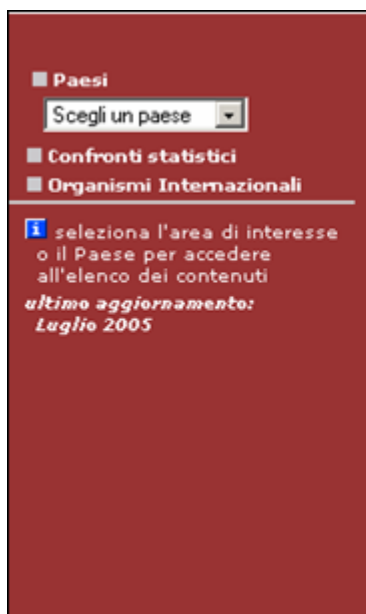 Paesi
Scegli un paese
Confronti statistici
Organismi Internazionali
i seleziona l'area di interesse
o il Paese per accedere
all'elenco dei contenuti
ultimo aggiornamento:
Luglio 2005